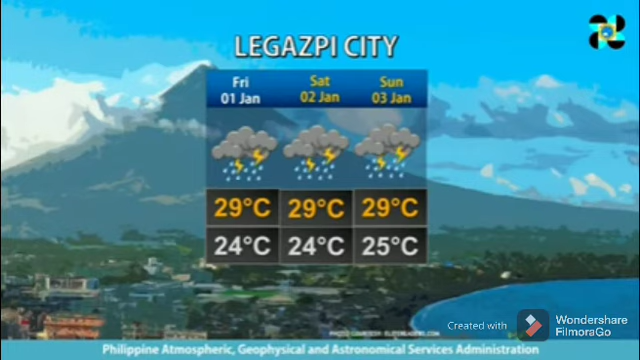 LEGAZPI CITY
Fri Sat Sun
01 Jan 02 Jan 03 Jan
29°C 29°C 29°C
24°C 24°C 25°C
Created with Wondershare
FilmoraGo
Philippine Atmospheric, Geophysical and Astronomical Services Administration